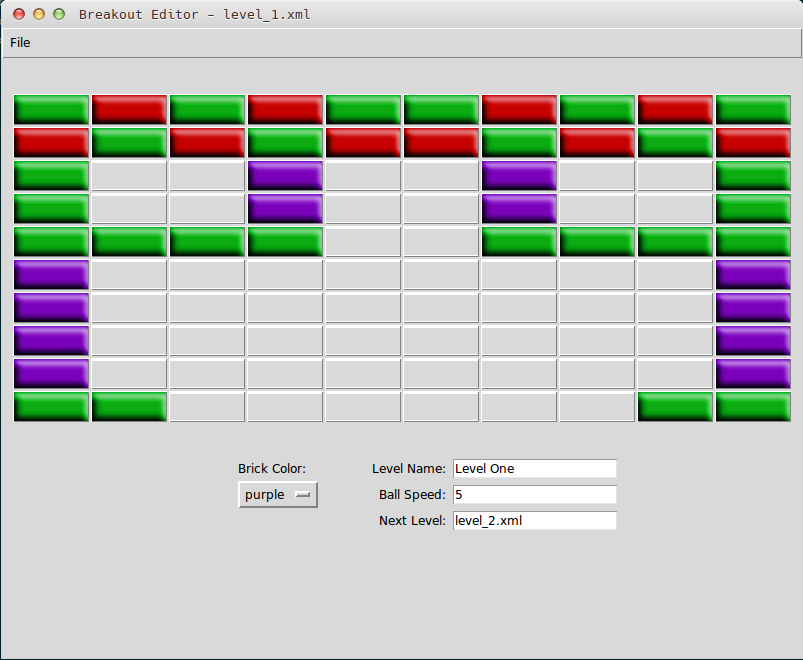 Breakout Editor - level_1.xml
File
Brick Color:
purple
Level Name: Level One
Ball Speed: 5
Next Level: level_2.xml